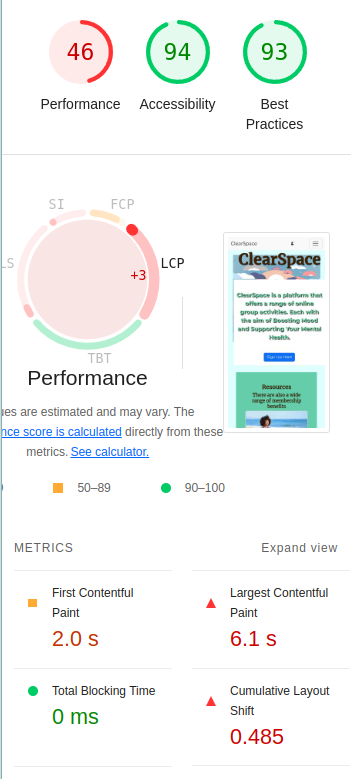 46
94
93
Performance
Accessibility
Best
Practices
SI
FCP
LS
LCP
+3
TBT
Performance
ues are estimated and may vary. The
nce score is calculated directly from these
metrics. See calculator.
50–89
90–100
ClearSpace
ClearSpace
ClearSpace is a platform that
offers a range of online
group activities. Each with
the aim of Boosting Mood
and Supporting Your Mental
Health.
Sign Up Here
Resources
There are also a wide
range of membership
benefits
METRICS
Expand view
First Contentful
Paint
2.0 s
Largest Contentful
Paint
6.1 s
Total Blocking Time
0 ms
Cumulative Layout
Shift
0.485